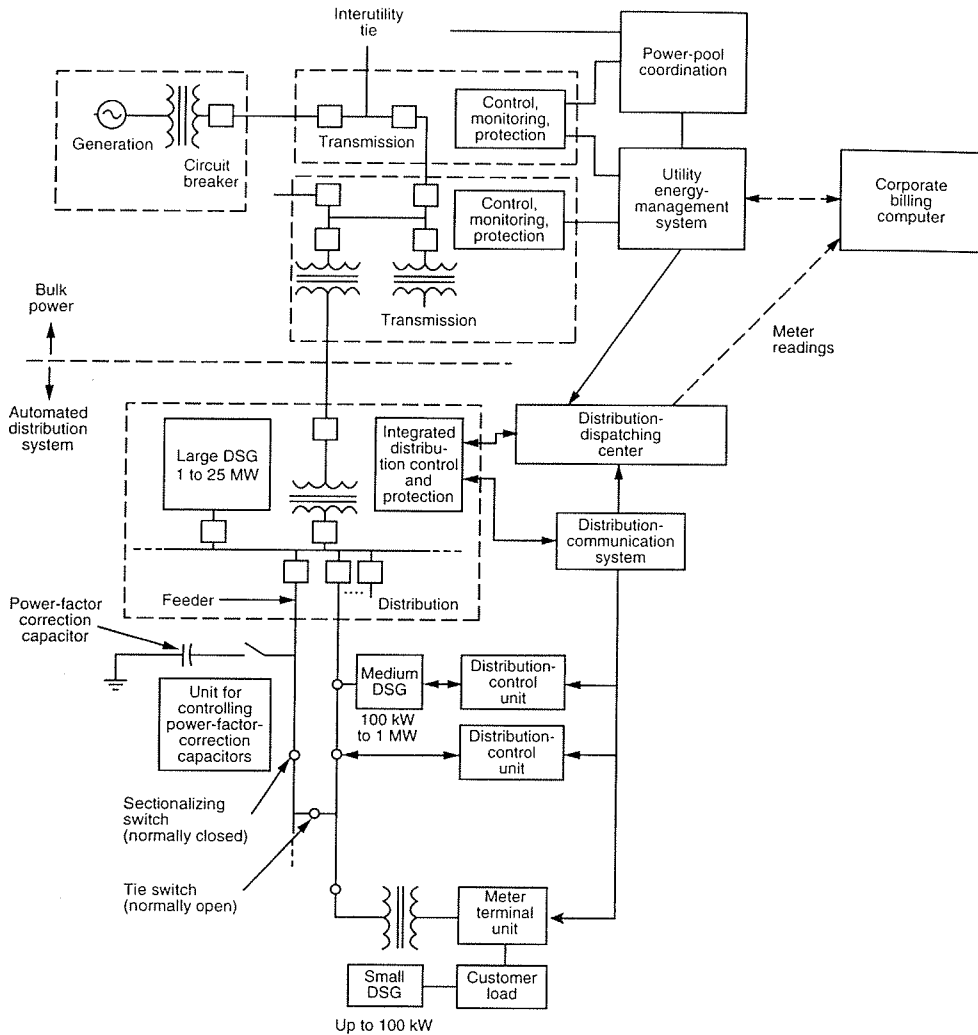 Interutility
tie
Power-pool
coordination
Control,
monitoring,
protection
Generation
Transmission
Circuit
breaker
Utility
energy-
management
system
Corporate
billing
computer
Control,
monitoring,
protection
Transmission
Bulk
power
Meter
readings
Automated
distribution
system
Large DSG
1 to 25 MW
Integrated
distribu-
tion control
and
protection
Distribution-
dispatching
center
Distribution-
communication
system
Feeder
Distribution
Power-factor
correction
capacitor
Unit for
controlling
power-factor-
correction
capacitors
Medium
DSG
100 kW
to 1 MW
Distribution-
control
unit
Distribution-
control
unit
Sectionalizing
switch
(normally closed)
Tie switch
(normally open)
Meter
terminal
unit
Small
DSG
Customer
load
Up to 100 kW